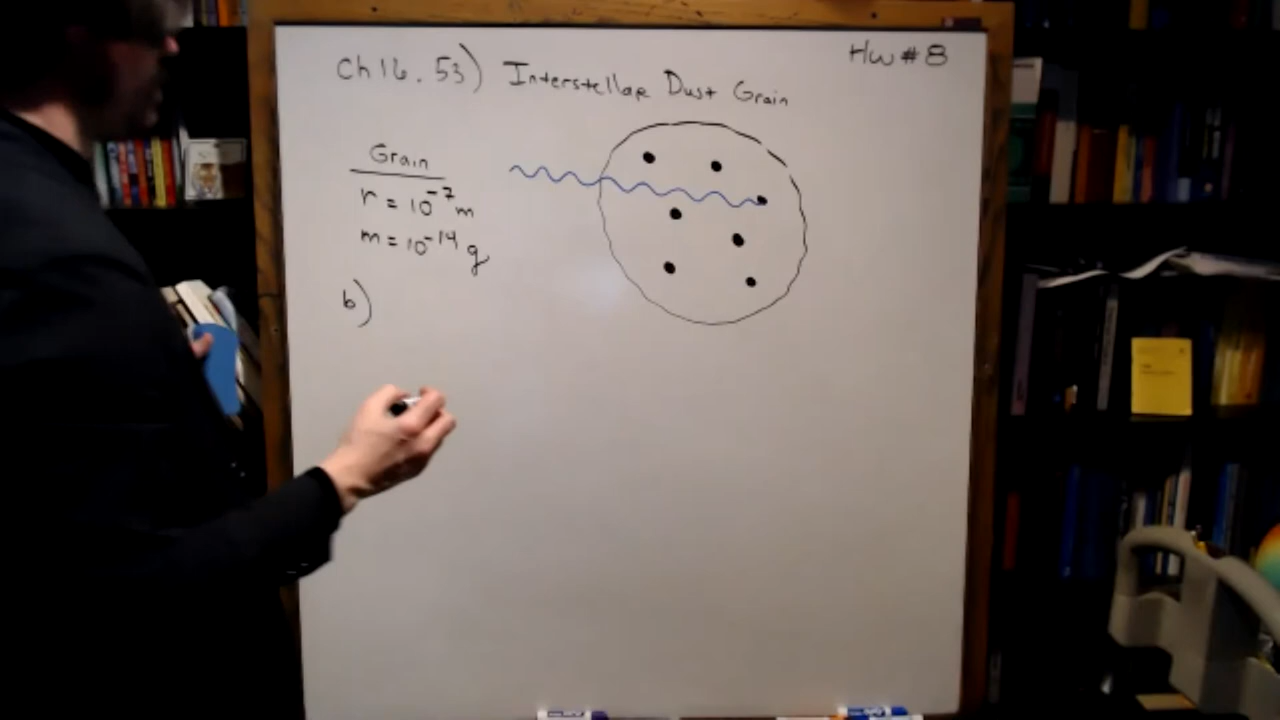 Hw # 8
Ch 16. 53) Interstellar Dust Grain
Grain
r = 10⁻⁷ m
m = 10⁻¹⁴ g
b)